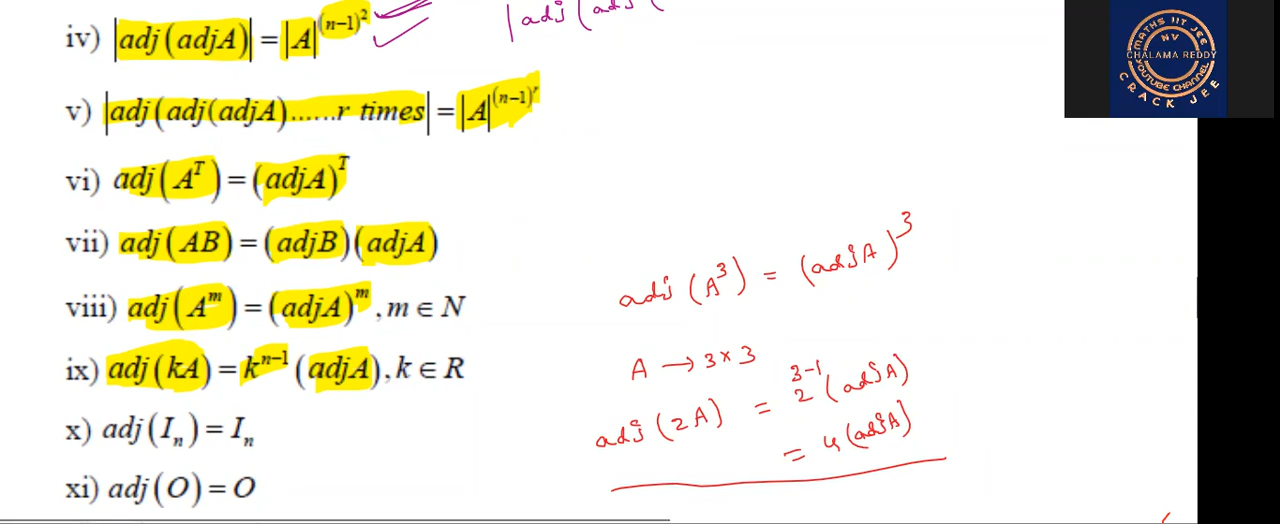 iv) |adj(adjA)| = |A|^{(n−1)^2}
|adj(adj(
v) |adj(adj(adjA)......r times| = |A|^{(n−1)^r}
vi) adj(A^T) = (adjA)^T
vii) adj(AB) = (adjB)(adjA)
viii) adj(A^m) = (adjA)^m, m ∈ N
ix) adj(kA) = k^{n−1}(adjA), k ∈ R
x) adj(I_n) = I_n
xi) adj(O) = O
adj(A^3) = (adjA)^3
A → 3×3
adj(2A) = 2^{3-1}(adjA)
= 4(adjA)
MATHS IIT JEE
NV
CHALAMA REDDY
YOUTUBE CHANNEL
CRACK JEE